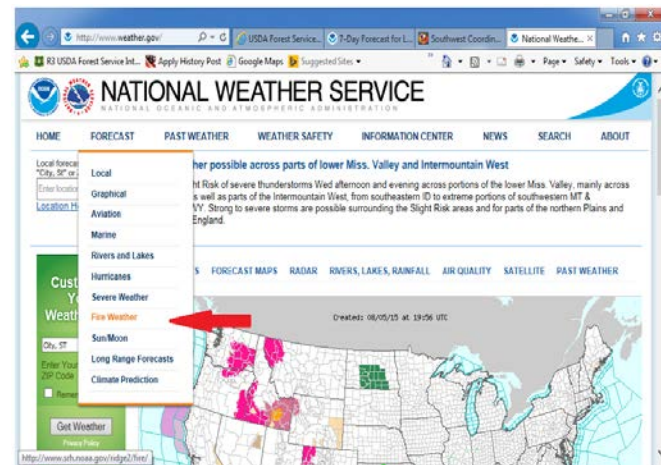 http://www.weather.gov/
USDA Forest Service...
7-Day Forecast for L...
Southwest Coordin...
National Weathe...
R3 USDA Forest Service Int...
Apply History Post
Google Maps
Suggested Sites
Page
Safety
Tools
NATIONAL WEATHER SERVICE
NATIONAL OCEANIC AND ATMOSPHERIC ADMINISTRATION
HOME FORECAST PAST WEATHER WEATHER SAFETY INFORMATION CENTER NEWS SEARCH ABOUT
Local forecas
"City, St" or
Enter location
Location H
Local
Graphical
Aviation
Marine
Rivers and Lakes
Hurricanes
Severe Weather
Fire Weather
Sun/Moon
Long Range Forecasts
Climate Prediction
her possible across parts of lower Miss. Valley and Intermountain West
ht Risk of severe thunderstorms Wed afternoon and evening across portions of the lower Miss. Valley, mainly across
s well as parts of the Intermountain West, from southeastern ID to extreme portions of southwestern MT &
WY. Strong to severe storms are possible surrounding the Slight Risk areas and for parts of the northern Plains and
England.
S FORECAST MAPS RADAR RIVERS, LAKES, RAINFALL AIR QUALITY SATELLITE PAST WEATHER
Created: 08/05/15 at 19:56 UTC
Cust
Weath
City, ST
Enter Your
ZIP Code
Get Weather
Privacy Policy
http://www.srh.noaa.gov/ridge2/fire/